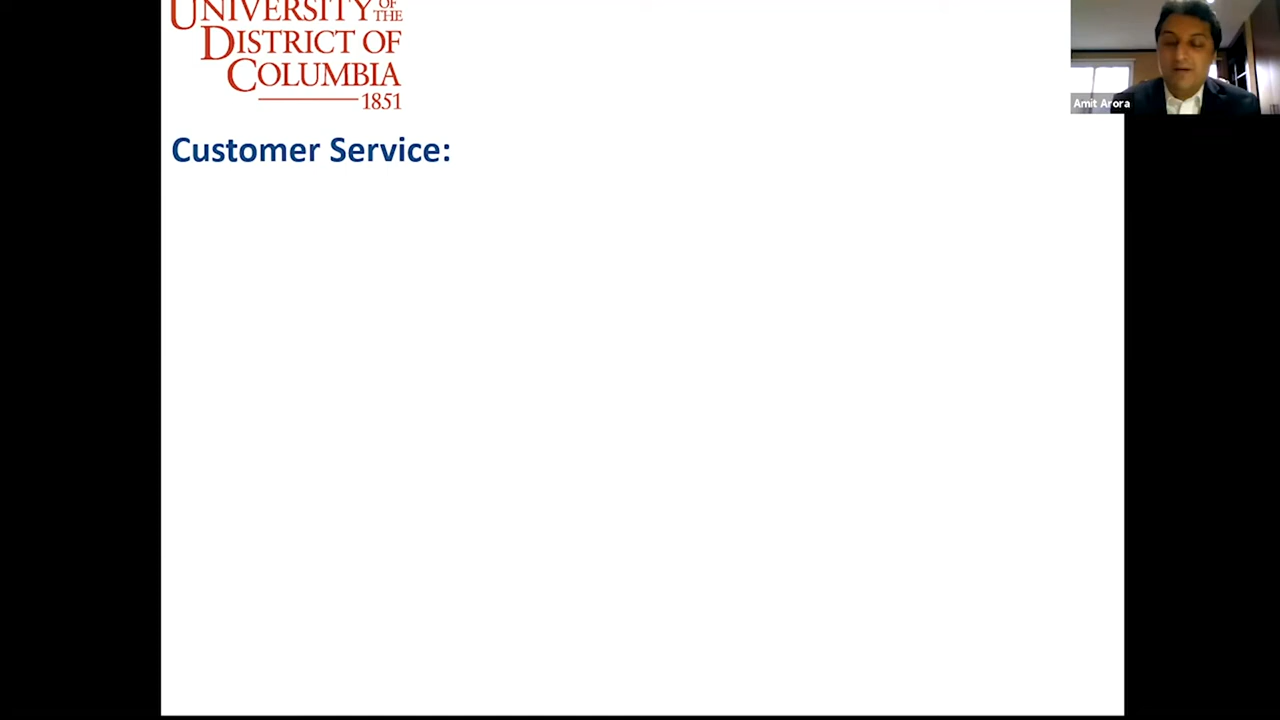 UNIVERSITY OF THE
DISTRICT OF
COLUMBIA
1851
Amit Arora
Customer Service: